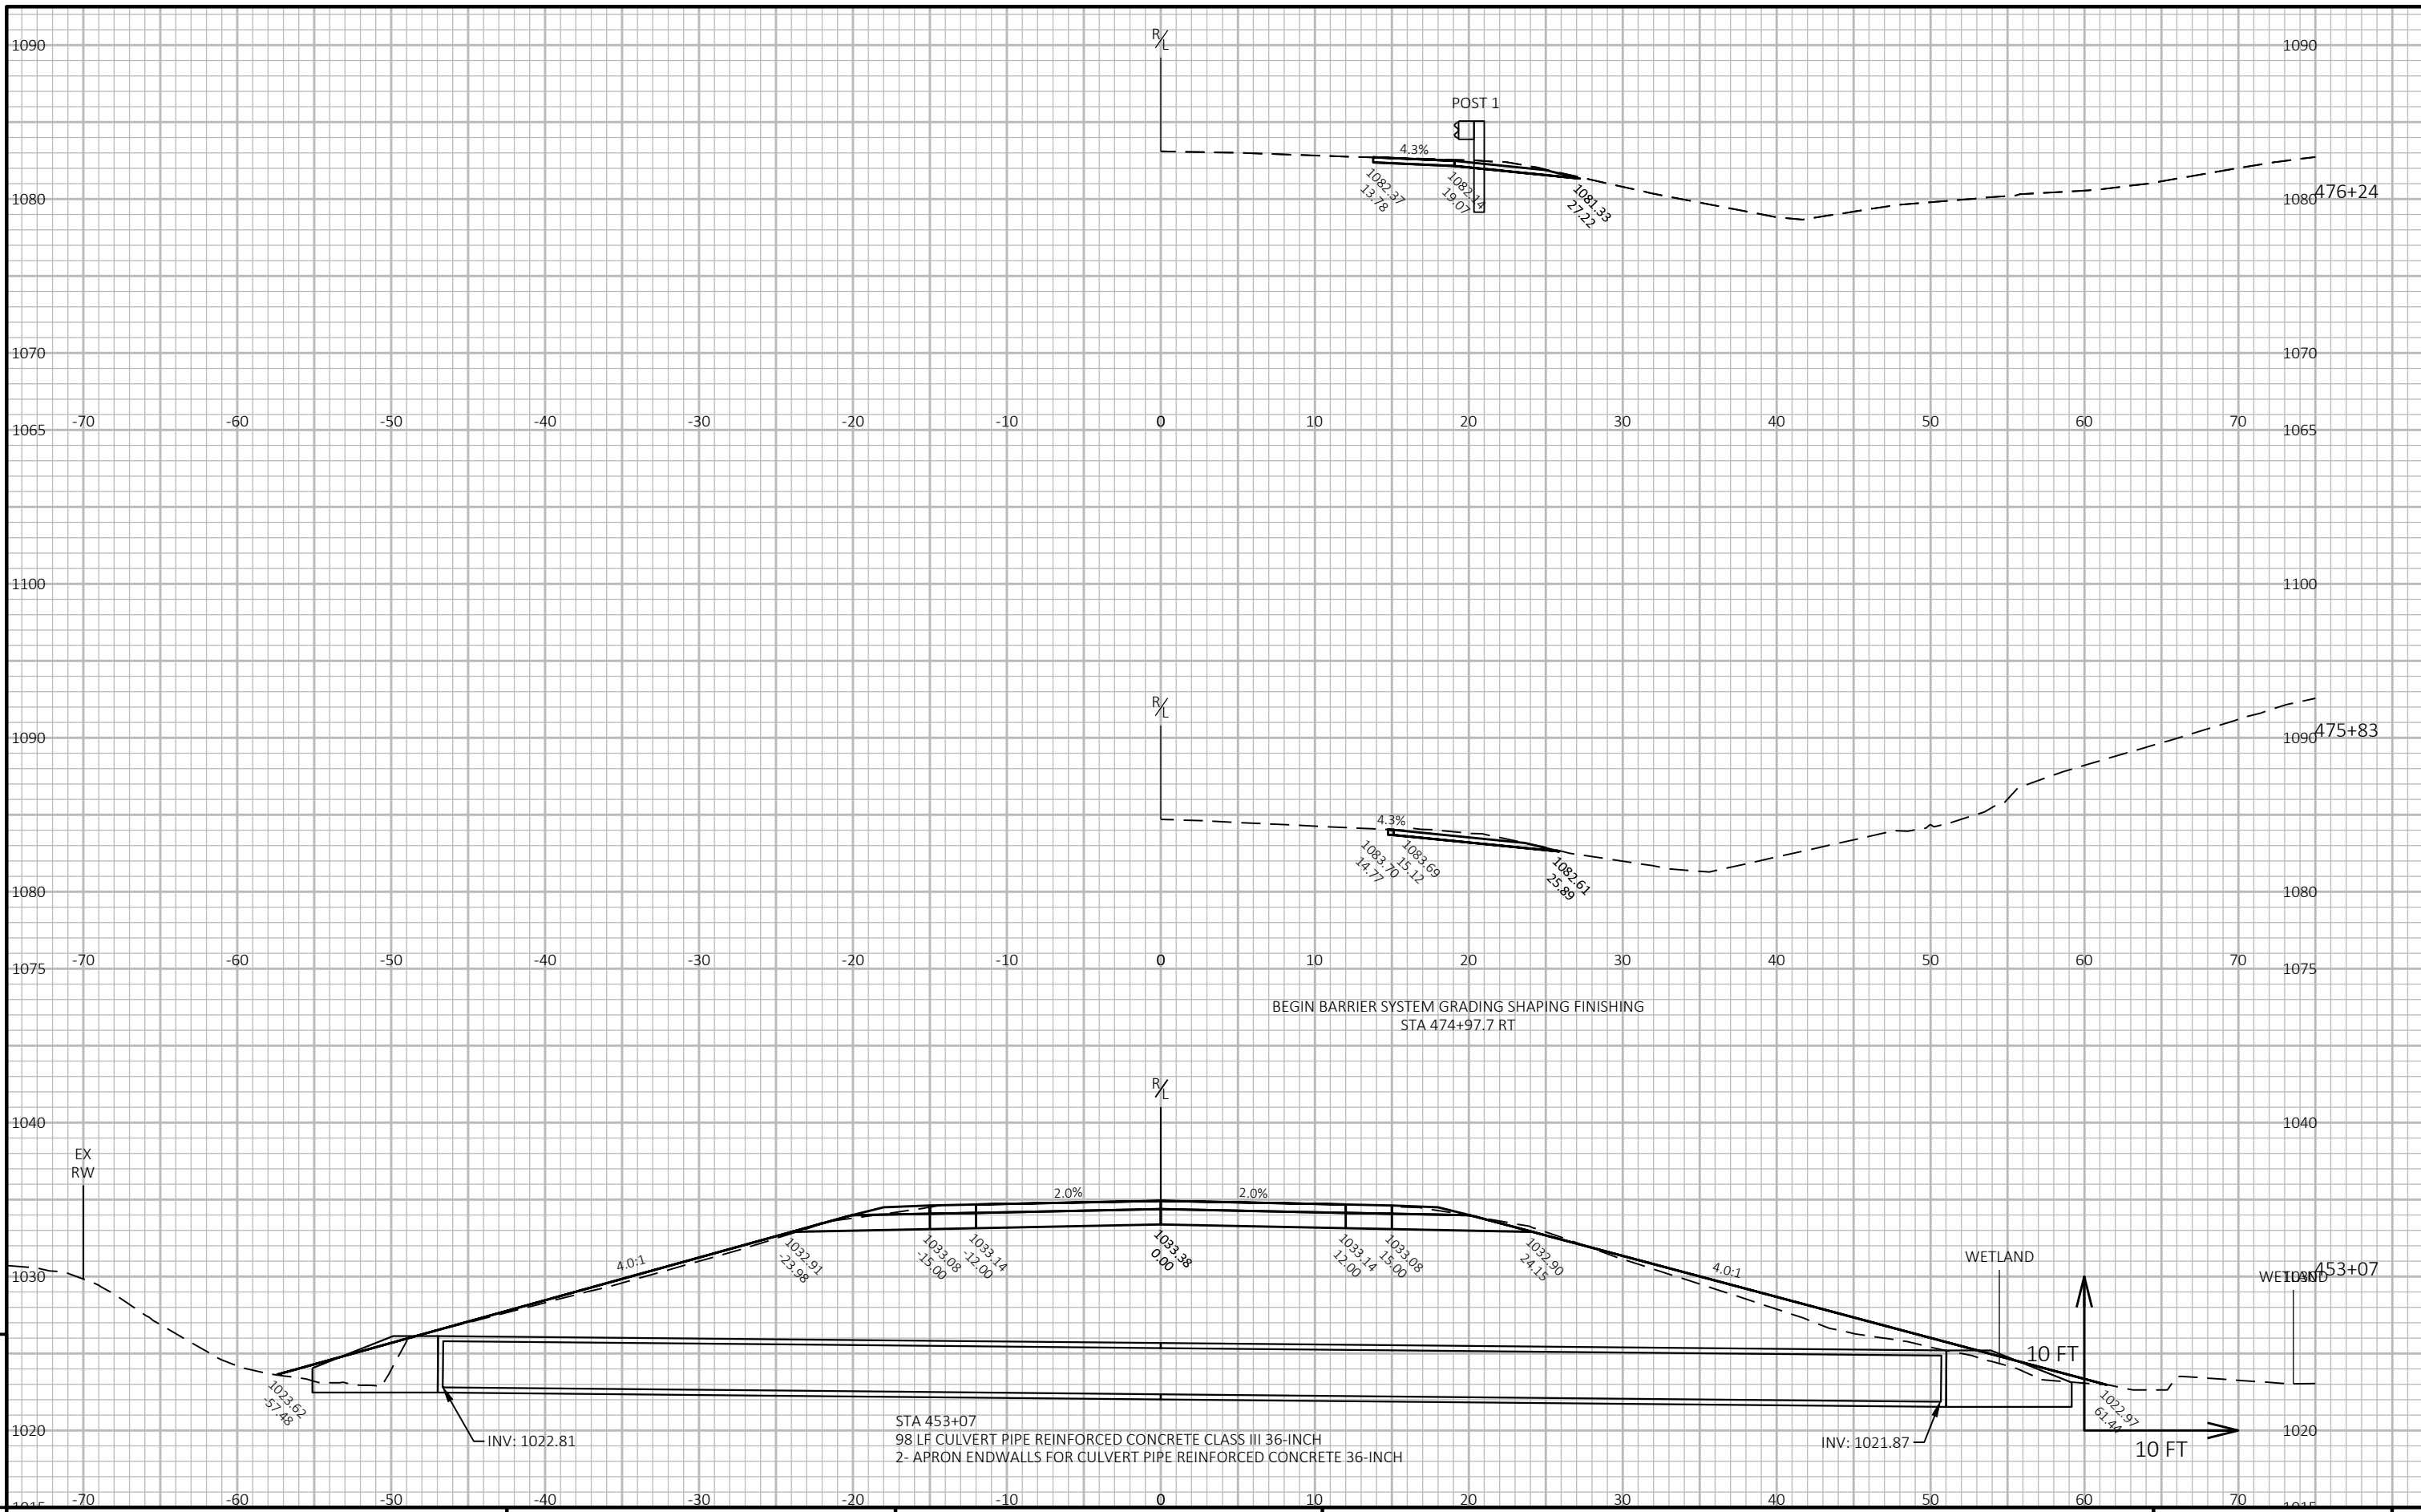 R/L
1090 1090
POST 1
4.3%
1082.37
13.78
1082.14
19.07
1081.33
27.22
1080 1080 476+24
1070 1070
-70 -60 -50 -40 -30 -20 -10 0 10 20 30 40 50 60 70
1065 1065
1100 1100
R/L
1090 1090 475+83
4.3%
1083.70
14.77
1083.69
15.12
1082.61
25.89
1080 1080
-70 -60 -50 -40 -30 -20 -10 0 10 20 30 40 50 60 70
1075 1075
BEGIN BARRIER SYSTEM GRADING SHAPING FINISHING
STA 474+97.7 RT
R/L
1040 1040
EX
RW
2.0% 2.0%
1032.91
-23.98
1033.08
-15.00
1033.14
-12.00
1033.38
0.00
1033.14
12.00
1033.08
15.00
1032.90
24.15
4.0:1 4.0:1
WETLAND
WETLAND
1030 1030 453+07
10 FT
1023.62
-57.48
1022.97
61.44
STA 453+07
98 LF CULVERT PIPE REINFORCED CONCRETE CLASS III 36-INCH
2- APRON ENDWALLS FOR CULVERT PIPE REINFORCED CONCRETE 36-INCH
INV: 1022.81
INV: 1021.87
1020 1020
10 FT
-70 -60 -50 -40 -30 -20 -10 0 10 20 30 40 50 60 70
1015 1015